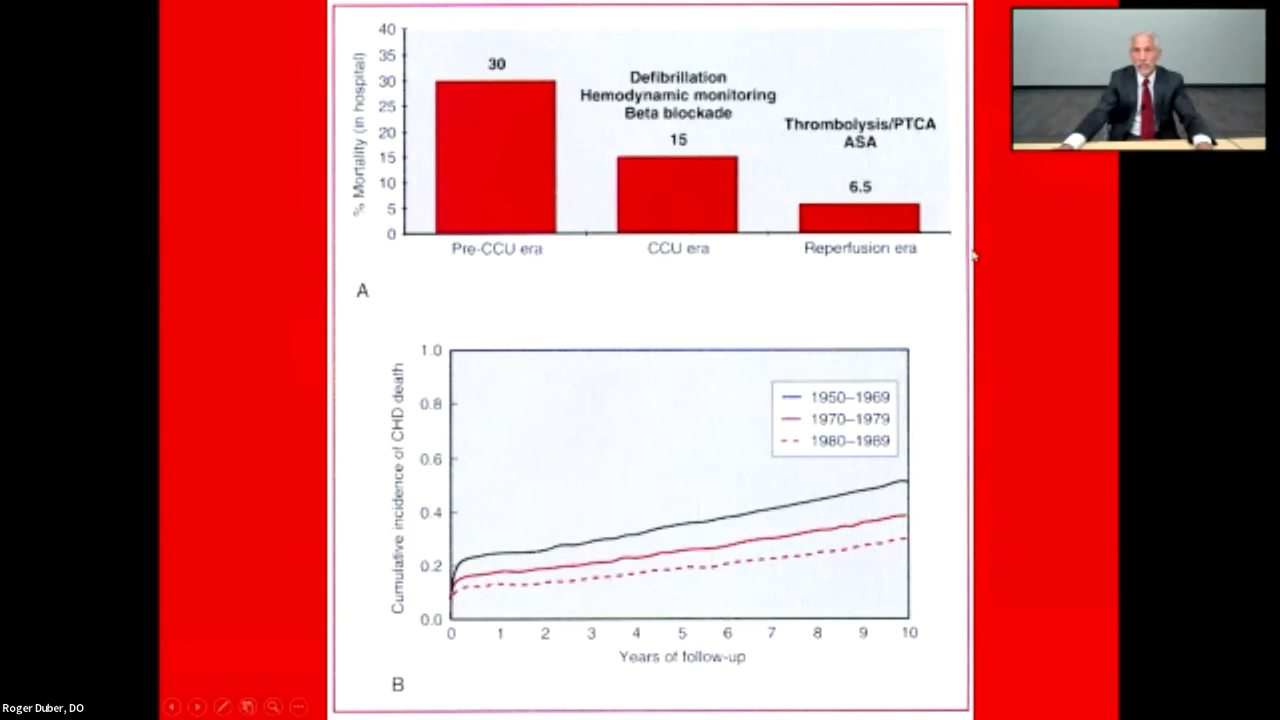 40
35
30
25
20
15
10
5
0
% Mortality (in hospital)
30
Defibrillation
Hemodynamic monitoring
Beta blockade
15
Thrombolysis/PTCA
ASA
6.5
Pre-CCU era
CCU era
Reperfusion era
A
1.0
0.8
0.6
0.4
0.2
0.0
Cumulative incidence of CHD death
1950–1969
1970–1979
1980–1989
0 1 2 3 4 5 6 7 8 9 10
Years of follow-up
B
Roger Duber, DO